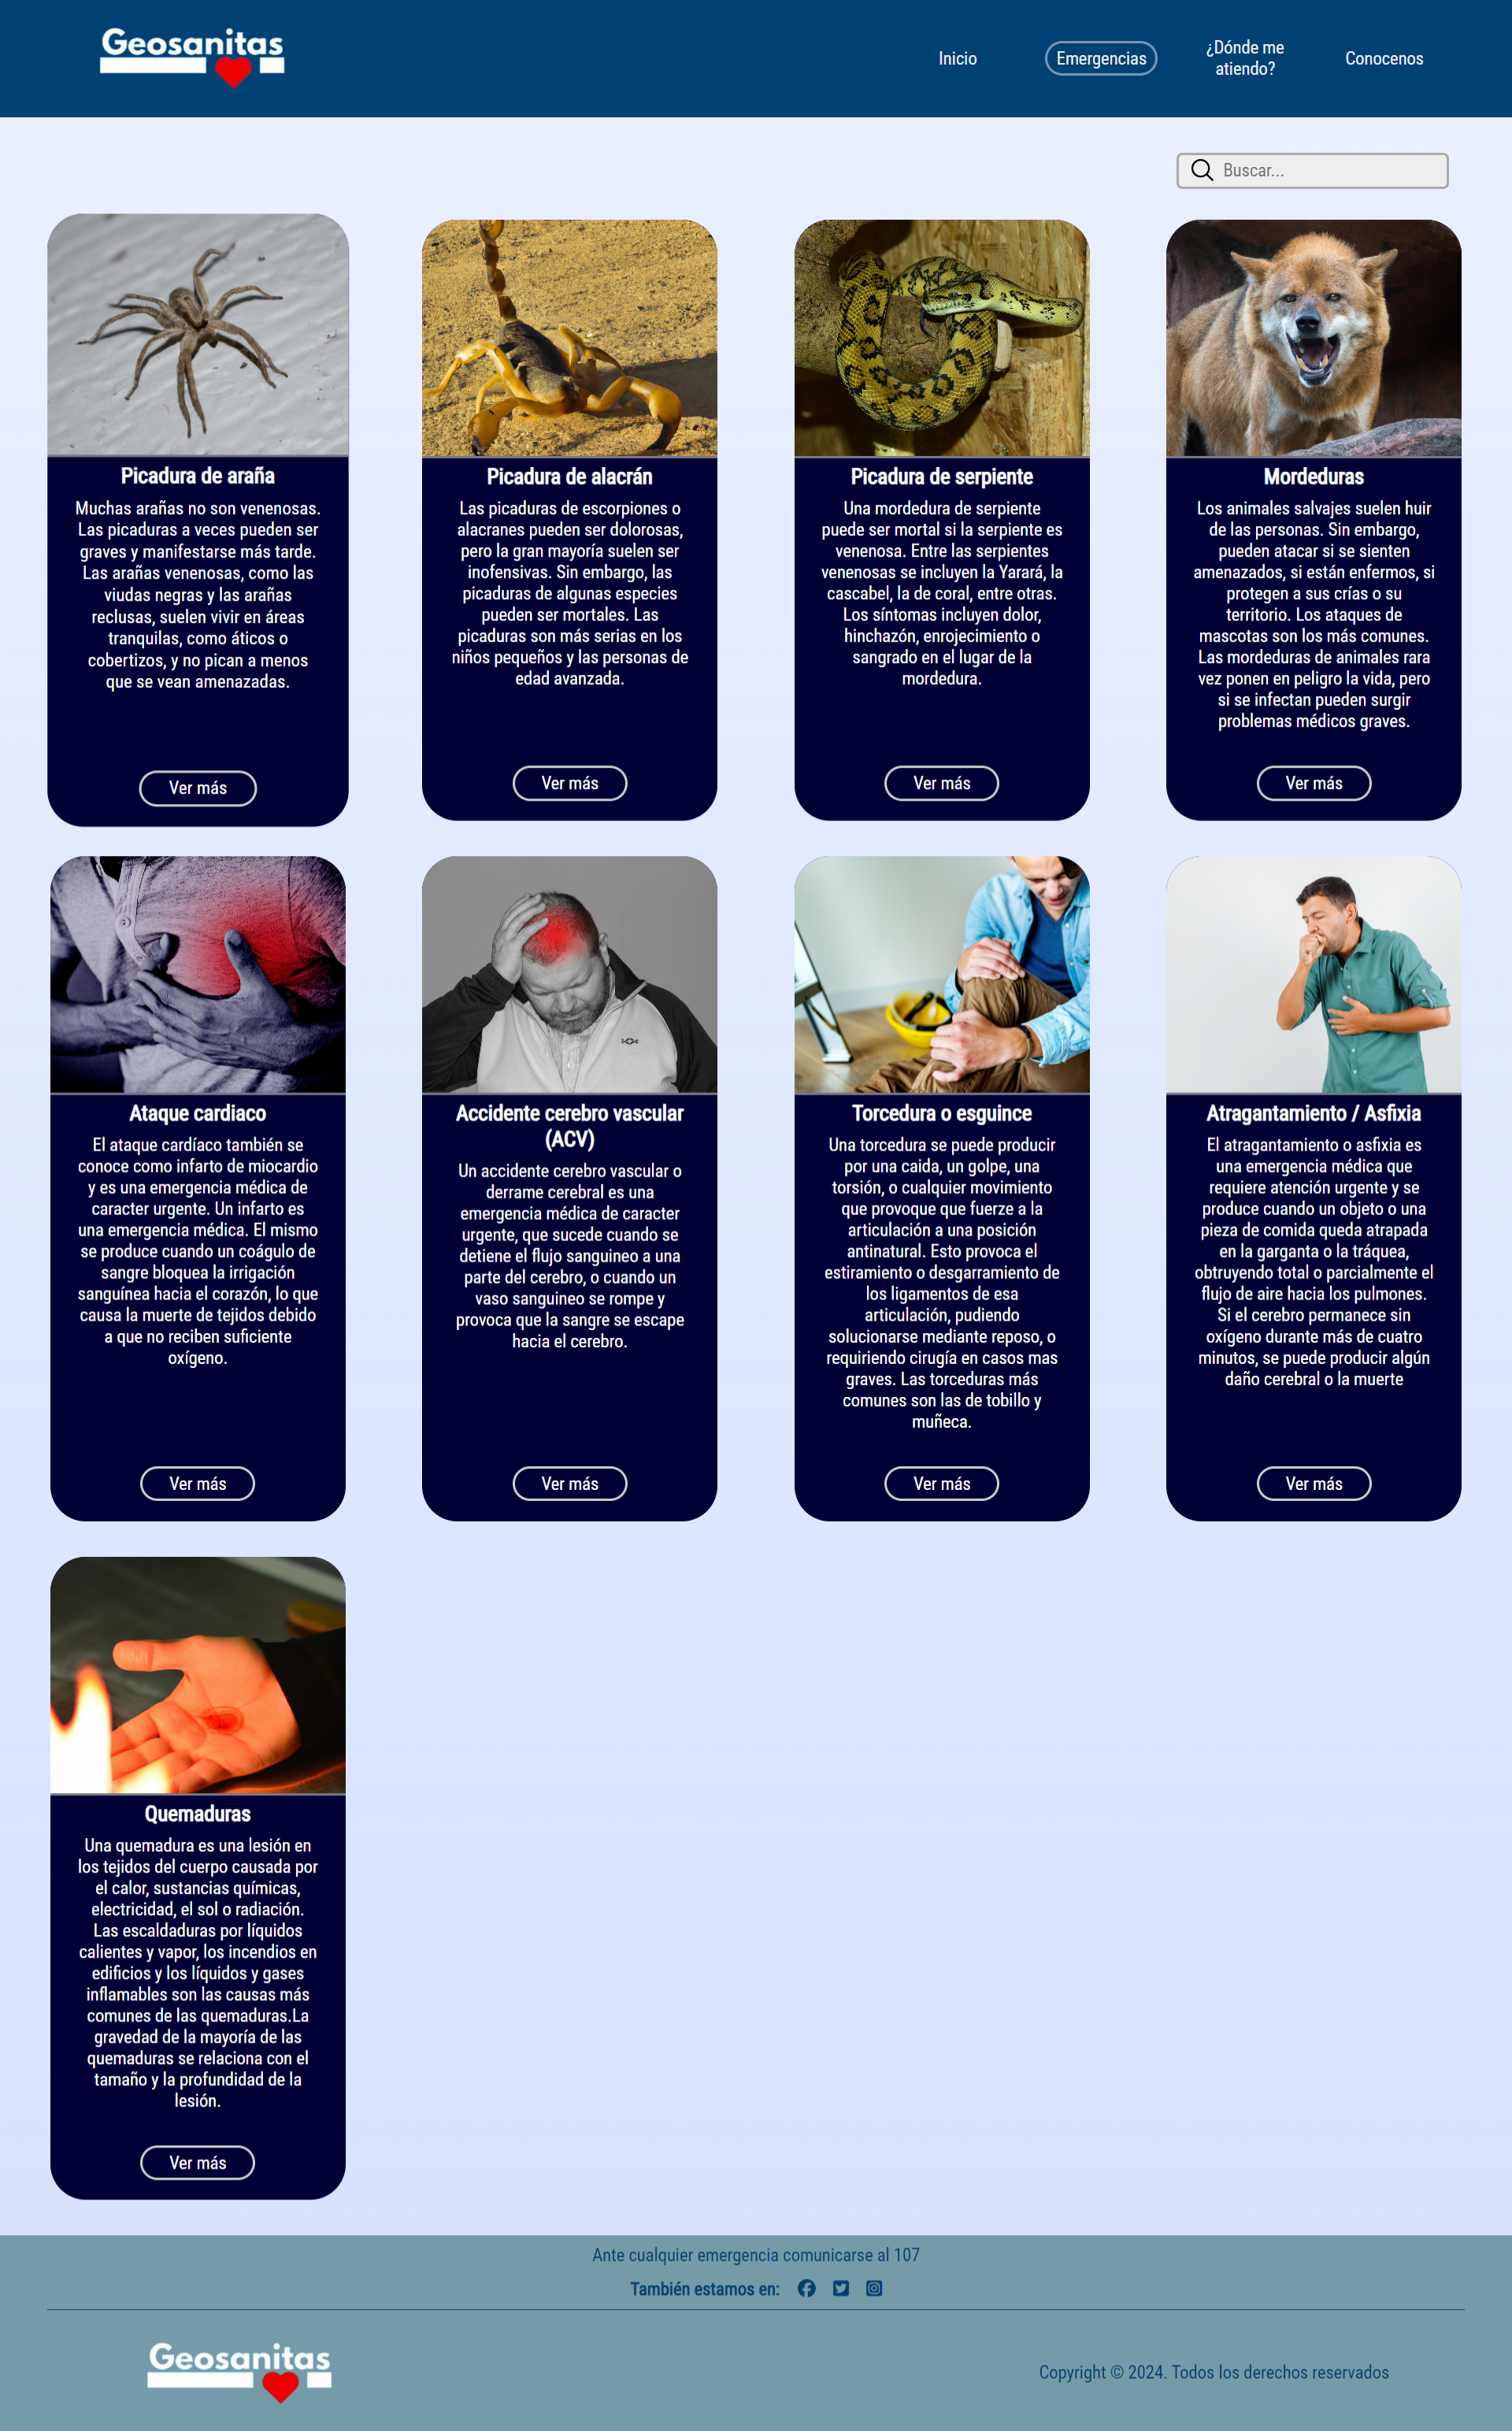 Geosanitas
Inicio
Emergencias
¿Dónde me
atiendo?
Conocenos
Buscar...
Picadura de araña
Muchas arañas no son venenosas.
Las picaduras a veces pueden ser
graves y manifestarse más tarde.
Las arañas venenosas, como las
viudas negras y las arañas
reclusas, suelen vivir en áreas
tranquilas, como áticos o
cobertizos, y no pican a menos
que se vean amenazadas.
Ver más
Picadura de alacrán
Las picaduras de escorpiones o
alacranes pueden ser dolorosas,
pero la gran mayoría suelen ser
inofensivas. Sin embargo, las
picaduras de algunas especies
pueden ser mortales. Las
picaduras son más serias en los
niños pequeños y las personas de
edad avanzada.
Ver más
Picadura de serpiente
Una mordedura de serpiente
puede ser mortal si la serpiente es
venenosa. Entre las serpientes
venenosas se incluyen la Yarará, la
cascabel, la de coral, entre otras.
Los síntomas incluyen dolor,
hinchazón, enrojecimiento o
sangrado en el lugar de la
mordedura.
Ver más
Mordeduras
Los animales salvajes suelen huir
de las personas. Sin embargo,
pueden atacar si se sienten
amenazados, si están enfermos, si
protegen a sus crías o su
territorio. Los ataques de
mascotas son los más comunes.
Las mordeduras de animales rara
vez ponen en peligro la vida, pero
si se infectan pueden surgir
problemas médicos graves.
Ver más
Ataque cardiaco
El ataque cardíaco también se
conoce como infarto de miocardio
y es una emergencia médica de
caracter urgente. Un infarto es
una emergencia médica. El mismo
se produce cuando un coágulo de
sangre bloquea la irrigación
sanguínea hacia el corazón, lo que
causa la muerte de tejidos debido
a que no reciben suficiente
oxígeno.
Ver más
Accidente cerebro vascular
(ACV)
Un accidente cerebro vascular o
derrame cerebral es una
emergencia médica de caracter
urgente, que sucede cuando se
detiene el flujo sanguineo a una
parte del cerebro, o cuando un
vaso sanguineo se rompe y
provoca que la sangre se escape
hacia el cerebro.
Ver más
Torcedura o esguince
Una torcedura se puede producir
por una caida, un golpe, una
torsión, o cualquier movimiento
que provoque que fuerze a la
articulación a una posición
antinatural. Esto provoca el
estiramiento o desgarramiento de
los ligamentos de esa
articulación, pudiendo
solucionarse mediante reposo, o
requiriendo cirugía en casos mas
graves. Las torceduras más
comunes son las de tobillo y
muñeca.
Ver más
Atragantamiento / Asfixia
El atragantamiento o asfixia es
una emergencia médica que
requiere atención urgente y se
produce cuando un objeto o una
pieza de comida queda atrapada
en la garganta o la tráquea,
obtruyendo total o parcialmente el
flujo de aire hacia los pulmones.
Si el cerebro permanece sin
oxígeno durante más de cuatro
minutos, se puede producir algún
daño cerebral o la muerte
Ver más
Quemaduras
Una quemadura es una lesión en
los tejidos del cuerpo causada por
el calor, sustancias químicas,
electricidad, el sol o radiación.
Las escaldaduras por líquidos
calientes y vapor, los incendios en
edificios y los líquidos y gases
inflamables son las causas más
comunes de las quemaduras.La
gravedad de la mayoría de las
quemaduras se relaciona con el
tamaño y la profundidad de la
lesión.
Ver más
Ante cualquier emergencia comunicarse al 107
También estamos en:
Geosanitas
Copyright © 2024. Todos los derechos reservados